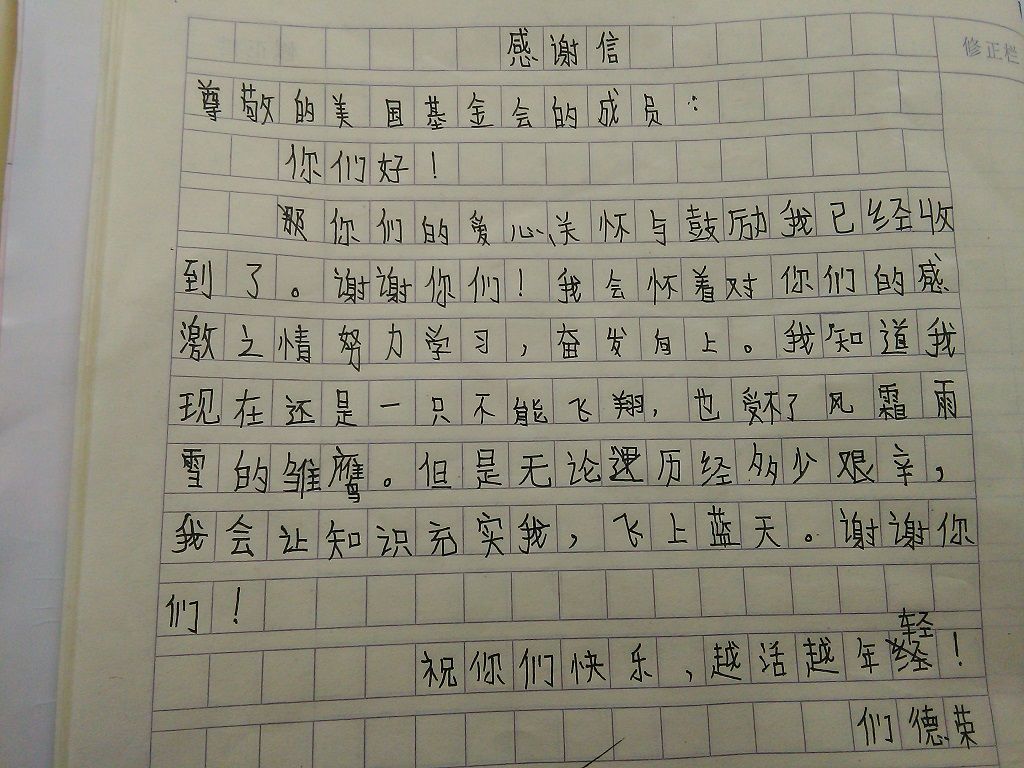 感谢信
修正栏
尊敬的美国基金会的成员：
你们好！
那你们的爱心、关怀与鼓励我已经收
到了。谢谢你们！我会怀着对你们的感
激之情努力学习，奋发向上。我知道我
现在还是一只不能飞翔，也受不了风霜雨
雪的雏鹰。但是无论还历经多少艰辛，
我会让知识充实我，飞上蓝天。谢谢你
们！
祝你们快乐，越活越年轻！
们德荣